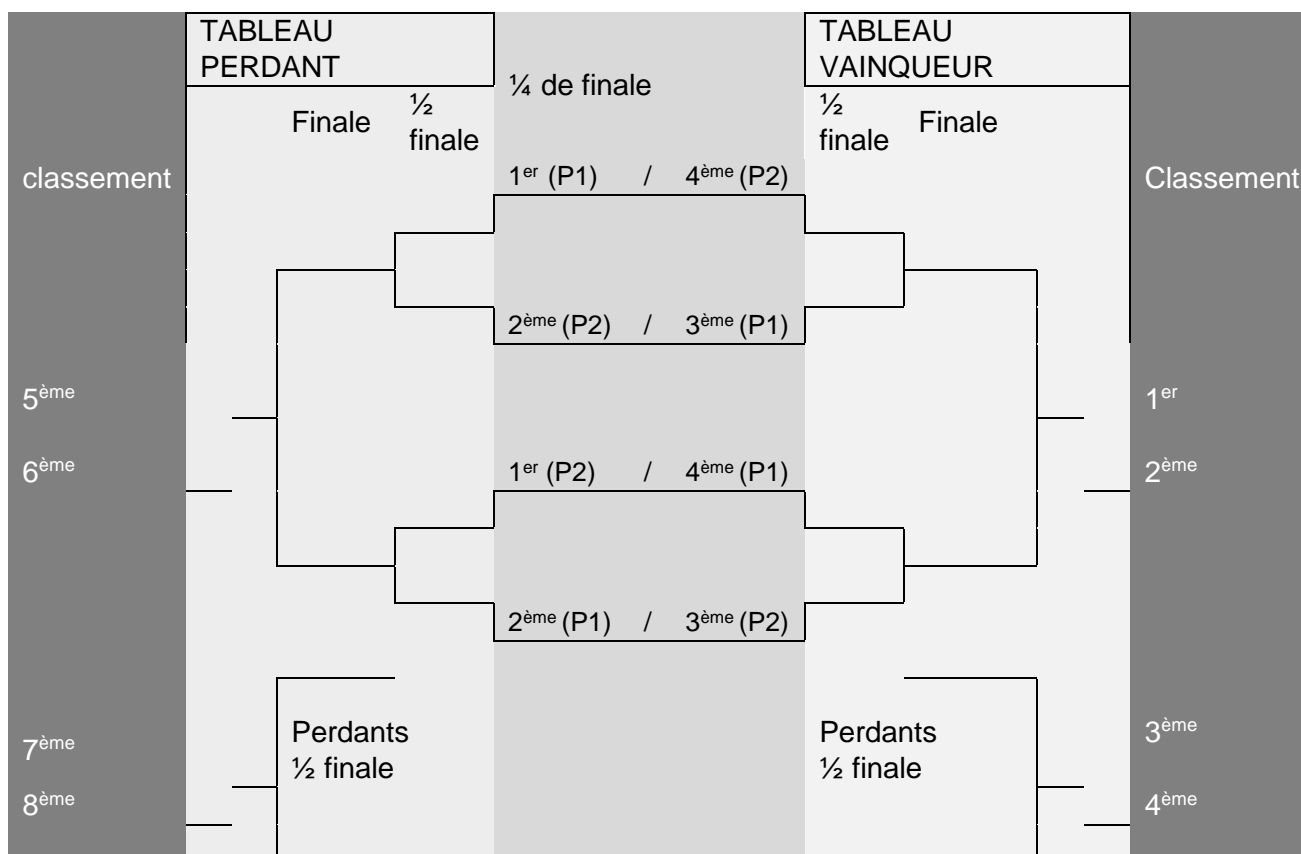 TABLEAU
PERDANT
¼ de finale
TABLEAU
VAINQUEUR
Finale
½
finale
½
finale
Finale
classement
1er (P1) / 4ème (P2)
Classement
2ème (P2) / 3ème (P1)
5ème
1er
6ème
1er (P2) / 4ème (P1)
2ème
2ème (P1) / 3ème (P2)
7ème
Perdants
½ finale
Perdants
½ finale
3ème
8ème
4ème